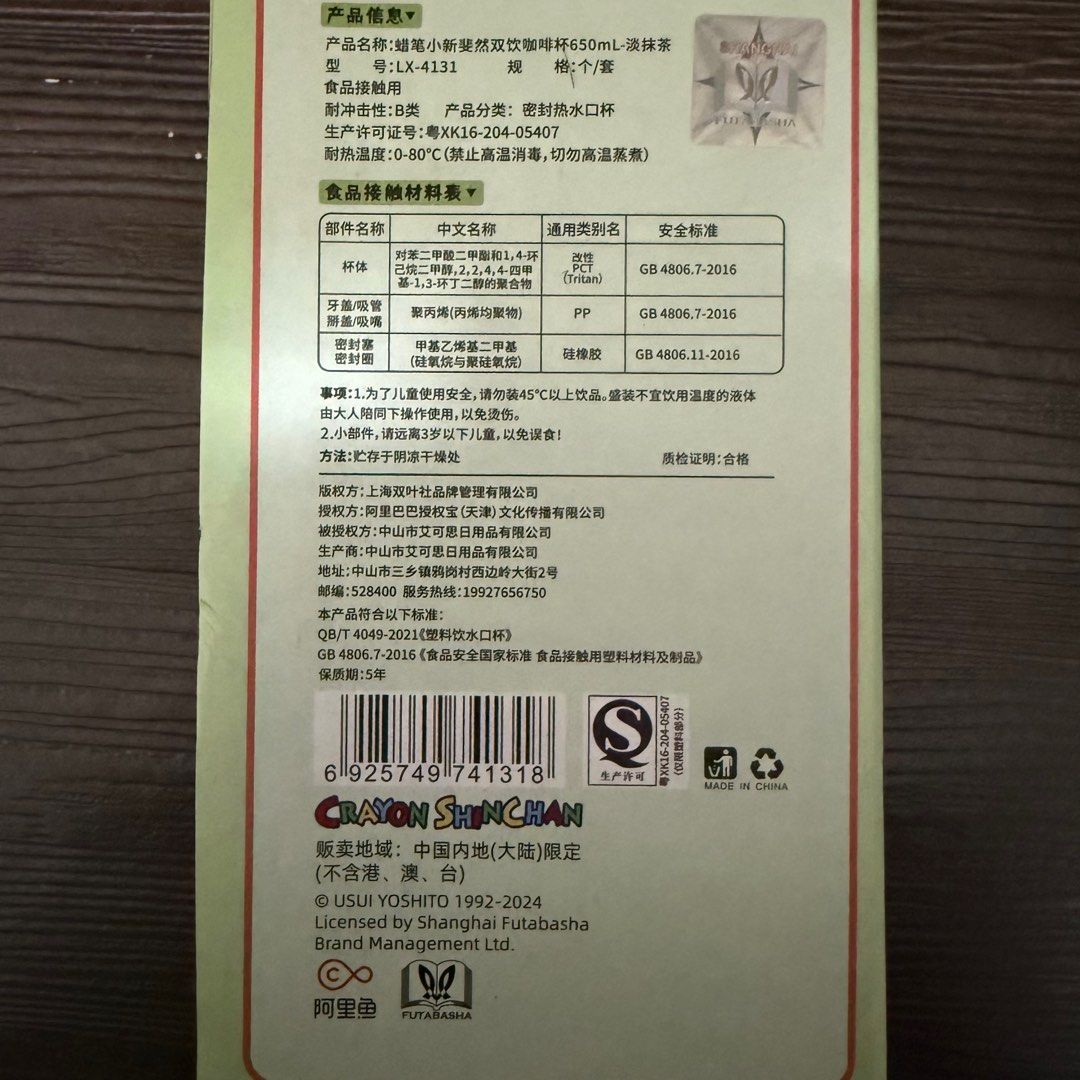 产品信息▼
产品名称:蜡笔小新斐然双饮咖啡杯650mL-淡抹茶
型 号:LX-4131 规 格:个/套
食品接触用
耐冲击性:B类 产品分类: 密封热水口杯
生产许可证号:粤XK16-204-05407
耐热温度:0-80℃(禁止高温消毒,切勿高温蒸煮)
SHANGHAI
FUTABASHA
食品接触材料表▼
部件名称 中文名称 通用类别名 安全标准
杯体 对苯二甲酸二甲酯和1,4-环己烷二甲醇,2,2,4,4-四甲基-1,3-环丁二醇的聚合物 改性PCT(Tritan) GB 4806.7-2016
牙盖/吸管 掰盖/吸嘴 聚丙烯(丙烯均聚物) PP GB 4806.7-2016
密封塞 密封圈 甲基乙烯基二甲基(硅氧烷与聚硅氧烷) 硅橡胶 GB 4806.11-2016
事项:1.为了儿童使用安全,请勿装45℃以上饮品。盛装不宜饮用温度的液体
由大人陪同下操作使用,以免烫伤。
2.小部件,请远离3岁以下儿童,以免误食!
方法:贮存于阴凉干燥处 质检证明:合格
版权方:上海双叶社品牌管理有限公司
授权方:阿里巴巴授权宝(天津)文化传播有限公司
被授权方:中山市艾可思日用品有限公司
生产商:中山市艾可思日用品有限公司
地址:中山市三乡镇鸦岗村西边岭大街2号
邮编:528400 服务热线:19927656750
本产品符合以下标准:
QB/T 4049-2021《塑料饮水口杯》
GB 4806.7-2016《食品安全国家标准 食品接触用塑料材料及制品》
保质期:5年
6 925749 741318
生产许可
粤XK16-204-05407
(仅限塑料部分)
MADE IN CHINA
CRAYON SHINCHAN
贩卖地域: 中国内地(大陆)限定
(不含港、澳、台)
© USUI YOSHITO 1992-2024
Licensed by Shanghai Futabasha
Brand Management Ltd.
阿里鱼
FUTABASHA